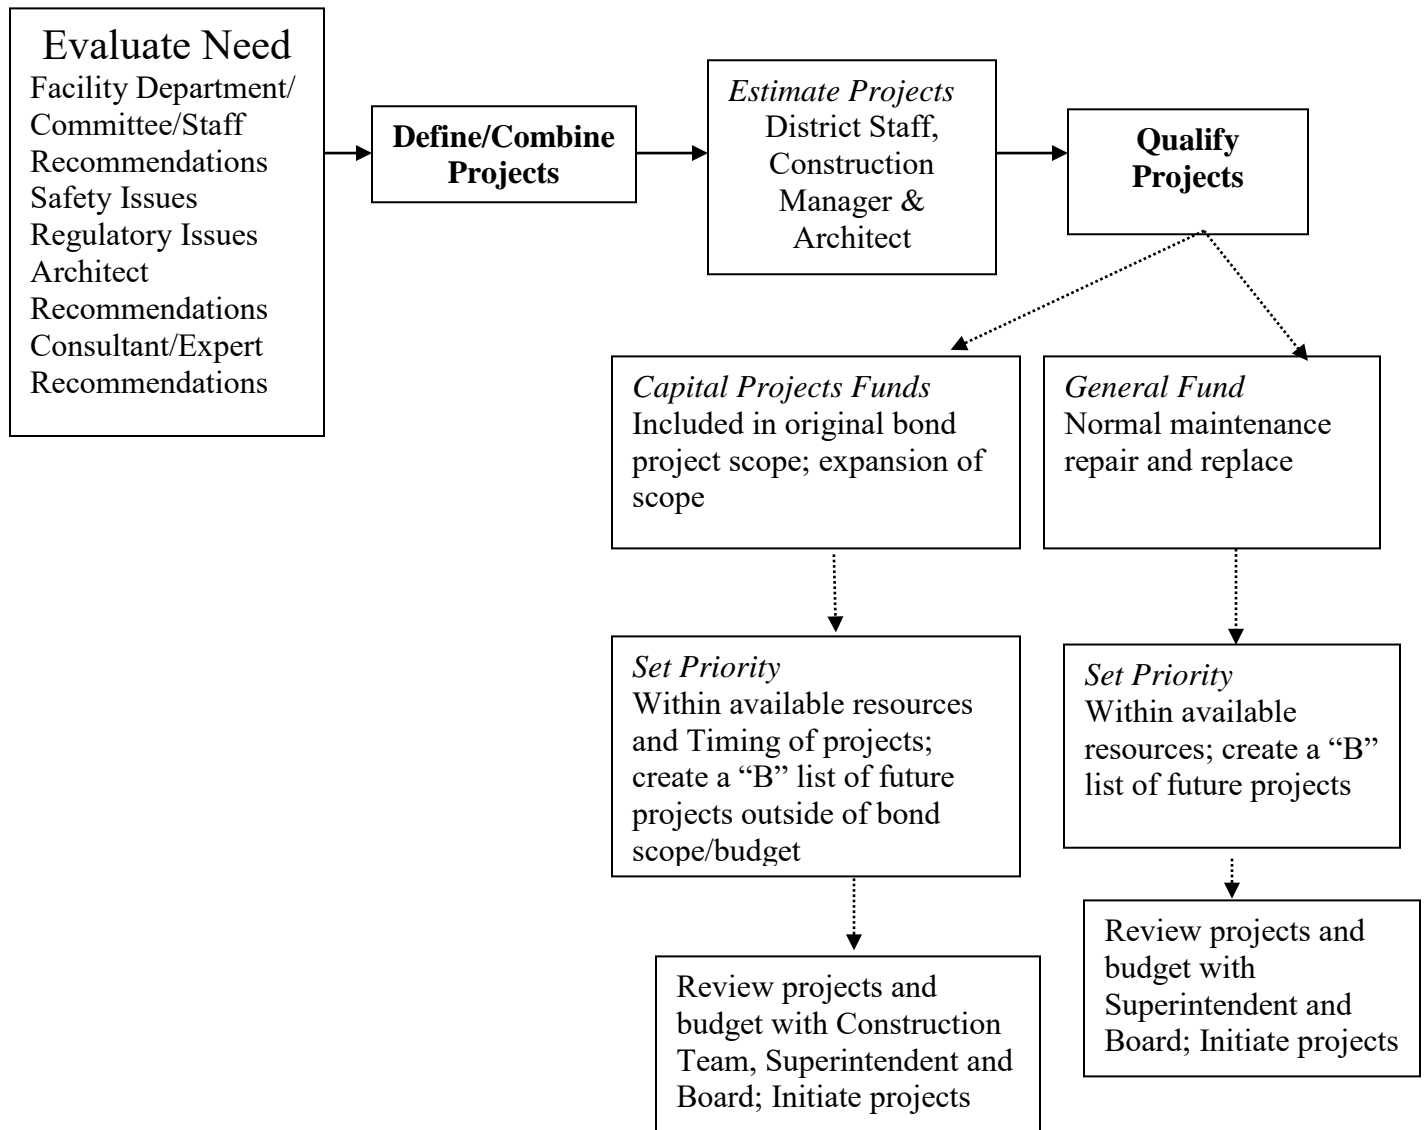 Evaluate Need
Facility Department/
Committee/Staff
Recommendations
Safety Issues
Regulatory Issues
Architect
Recommendations
Consultant/Expert
Recommendations
Define/Combine
Projects
Estimate Projects
District Staff,
Construction
Manager &
Architect
Qualify
Projects
Capital Projects Funds
Included in original bond
project scope; expansion of
scope
General Fund
Normal maintenance
repair and replace
Set Priority
Within available resources
and Timing of projects;
create a “B” list of future
projects outside of bond
scope/budget
Set Priority
Within available
resources; create a “B”
list of future projects
Review projects and
budget with Construction
Team, Superintendent and
Board; Initiate projects
Review projects and
budget with
Superintendent and
Board; Initiate projects